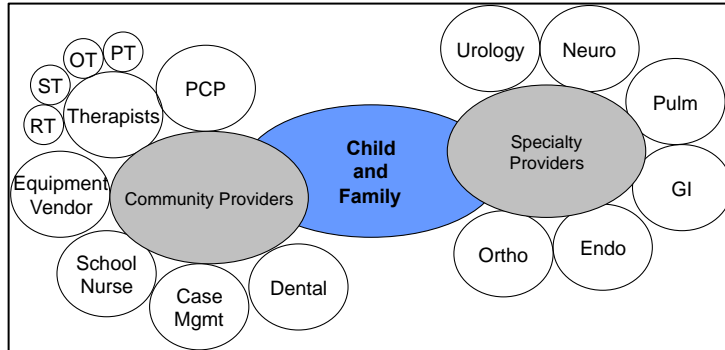 PT
OT
ST
RT
Therapists
PCP
Equipment
Vendor
Community Providers
School
Nurse
Case
Mgmt
Dental
Child
and
Family
Urology
Neuro
Pulm
Specialty
Providers
GI
Ortho
Endo